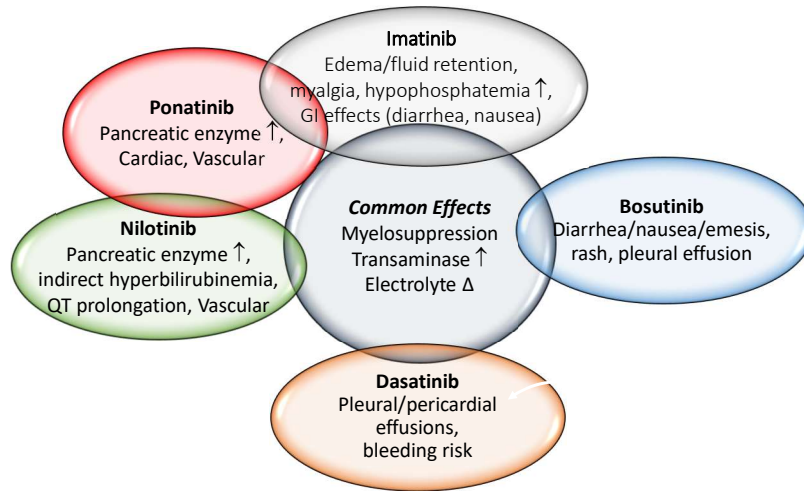 Imatinib
Edema/fluid retention,
myalgia, hypophosphatemia ↑,
GI effects (diarrhea, nausea)
Ponatinib
Pancreatic enzyme ↑,
Cardiac, Vascular
Common Effects
Myelosuppression
Transaminase ↑
Electrolyte Δ
Bosutinib
Diarrhea/nausea/emesis,
rash, pleural effusion
Nilotinib
Pancreatic enzyme ↑,
indirect hyperbilirubinemia,
QT prolongation, Vascular
Dasatinib
Pleural/pericardial
effusions,
bleeding risk